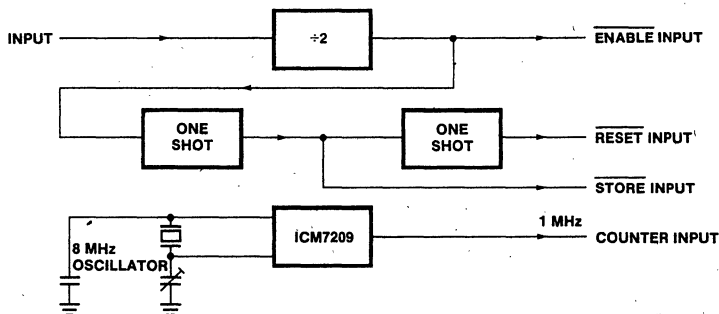 INPUT
÷2
ENABLE INPUT
ONE
SHOT
ONE
SHOT
RESET INPUT
STORE INPUT
8 MHz
OSCILLATOR
ICM7209
1 MHz
COUNTER INPUT